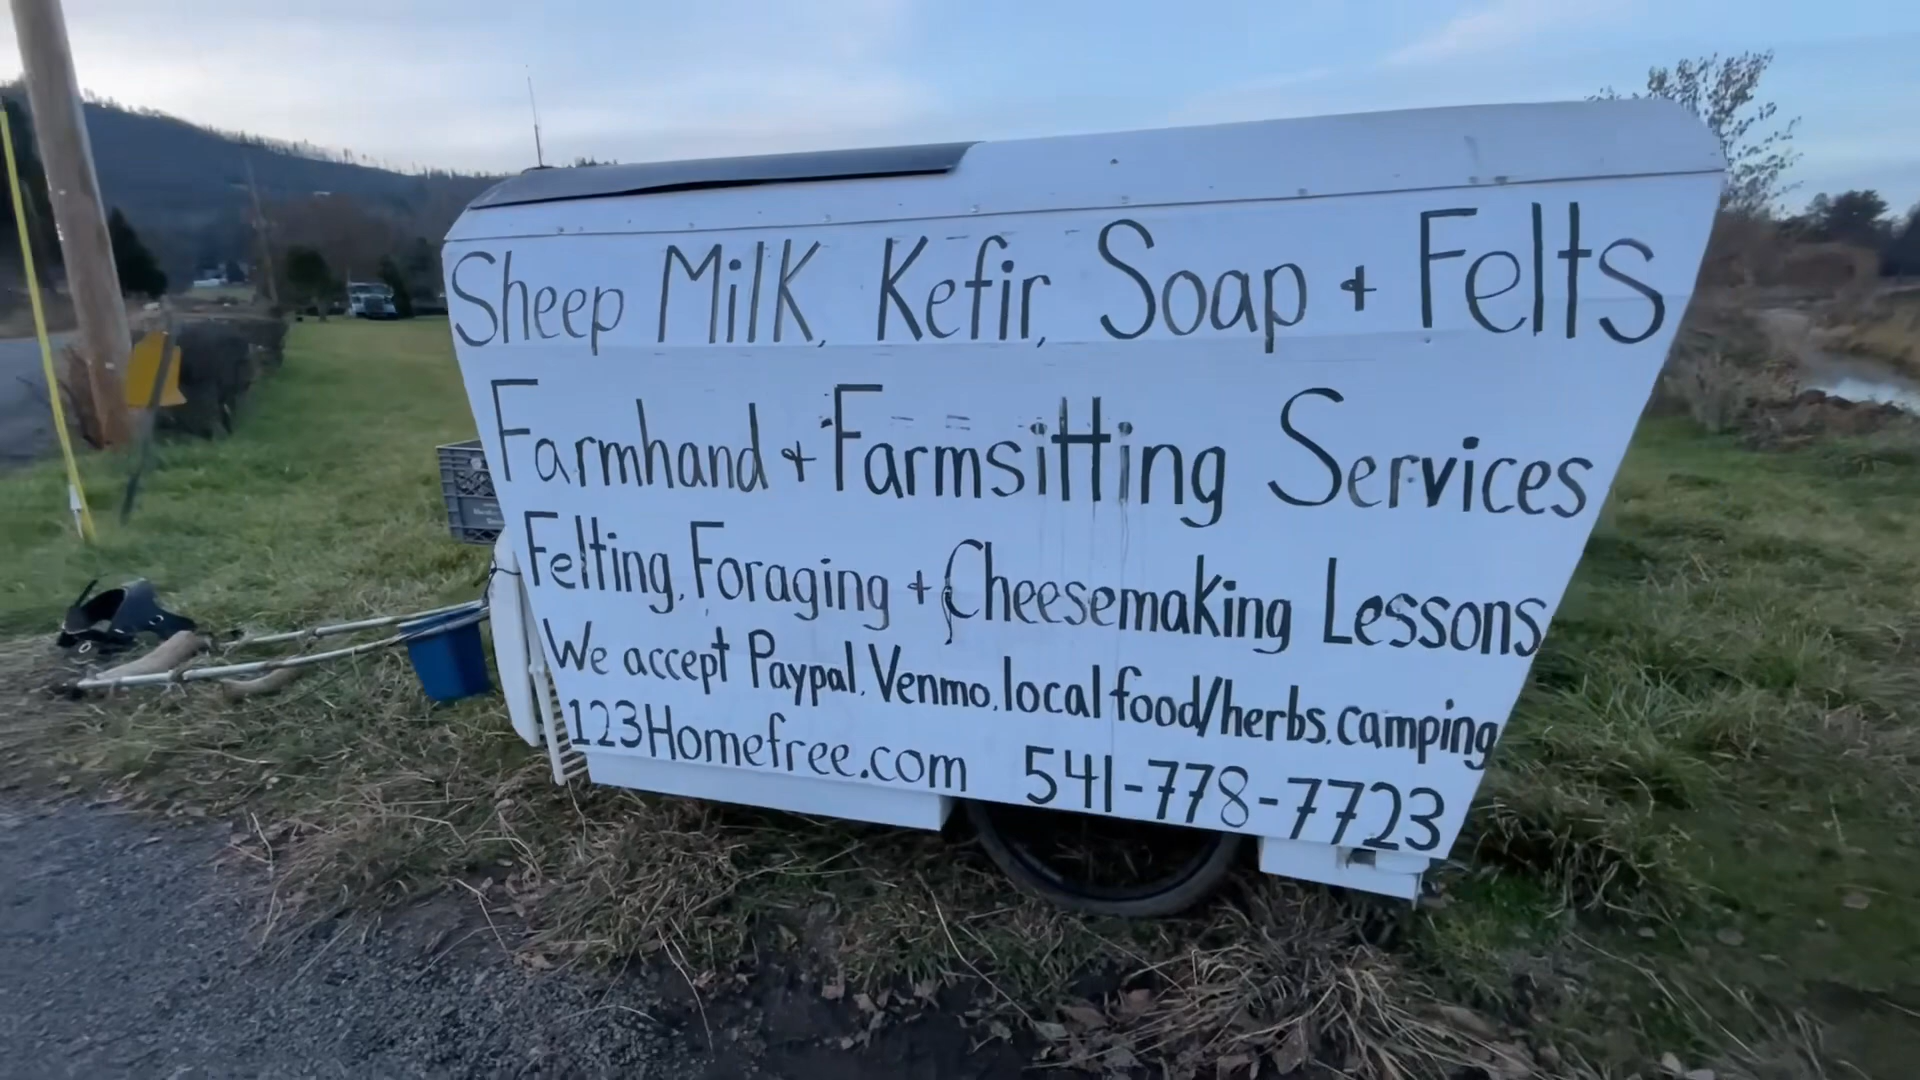 Sheep Milk, Kefir, Soap + Felts
Farmhand + Farmsitting Services
Felting, Foraging + Cheesemaking Lessons
We accept Paypal, Venmo, local food/herbs, camping
123Homefree.com 541-778-7723